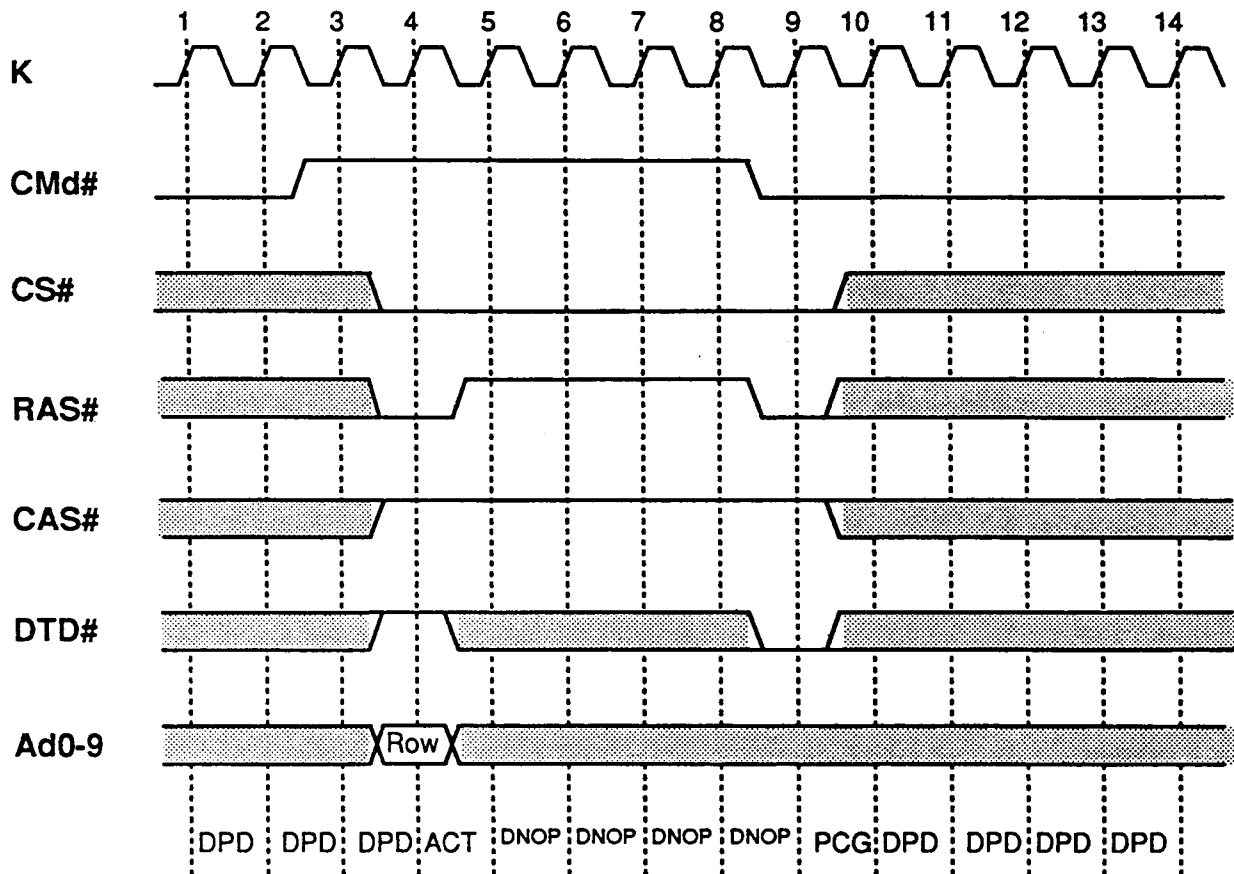 1 2 3 4 5 6 7 8 9 10 11 12 13 14
K
CMd#
CS#
RAS#
CAS#
DTD#
Ad0-9 Row
DPD DPD DPD ACT DNOP DNOP DNOP DNOP PCG DPD DPD DPD DPD